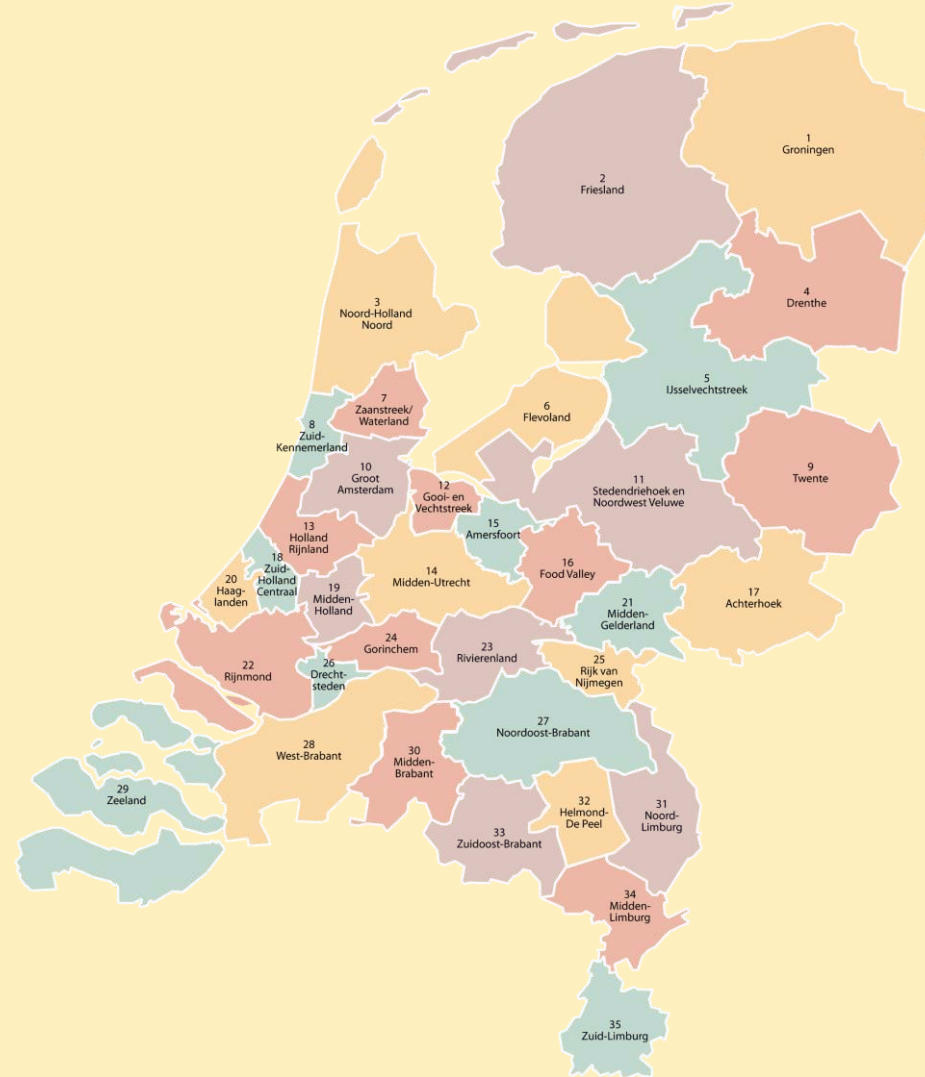 1
Groningen
2
Friesland
3
Noord-Holland
Noord
4
Drenthe
5
IJsselvechtstreek
6
Flevoland
7
Zaanstreek/
Waterland
8
Zuid-
Kennemerland
9
Twente
10
Groot
Amsterdam
11
Stedendriehoek en
Noordwest Veluwe
12
Gooi- en
Vechtstreek
13
Holland
Rijnland
14
Midden-Utrecht
15
Amersfoort
16
Food Valley
17
Achterhoek
18
Zuid-
Holland
Centraal
19
Midden-
Holland
20
Haag-
landen
21
Midden-
Gelderland
22
Rijnmond
23
Rivierenland
24
Gorinchem
25
Rijk van
Nijmegen
26
Drecht-
steden
27
Noordoost-Brabant
28
West-Brabant
29
Zeeland
30
Midden-
Brabant
31
Noord-
Limburg
32
Helmond-
De Peel
33
Zuidoost-Brabant
34
Midden-
Limburg
35
Zuid-Limburg